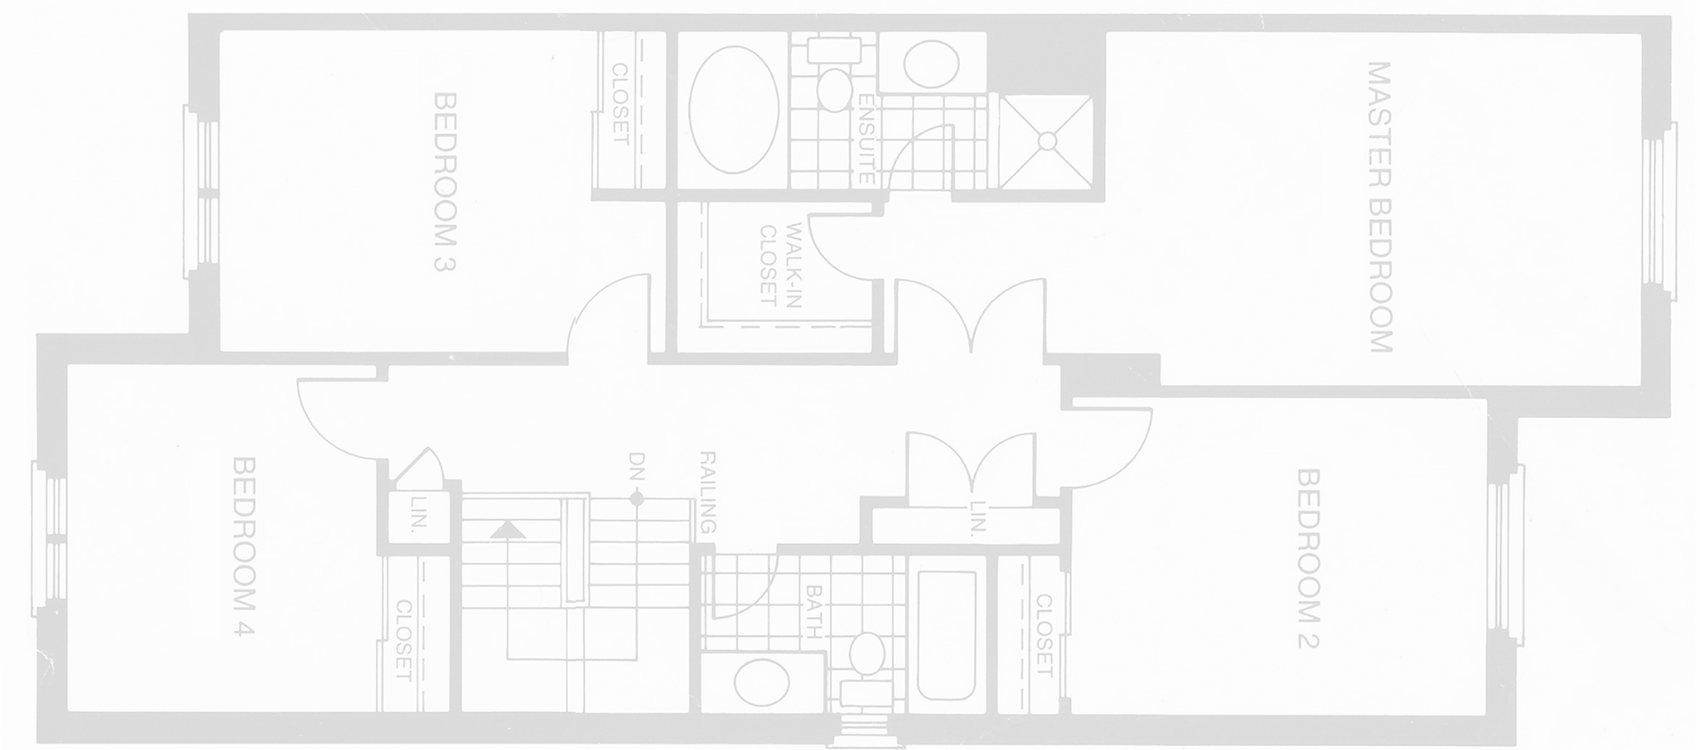 BEDROOM 3
CLOSET
ENSUITE
MASTER BEDROOM
WALK-IN
CLOSET
BEDROOM 4
LIN.
CLOSET
DN
RAILING
BATH
LIN.
CLOSET
BEDROOM 2